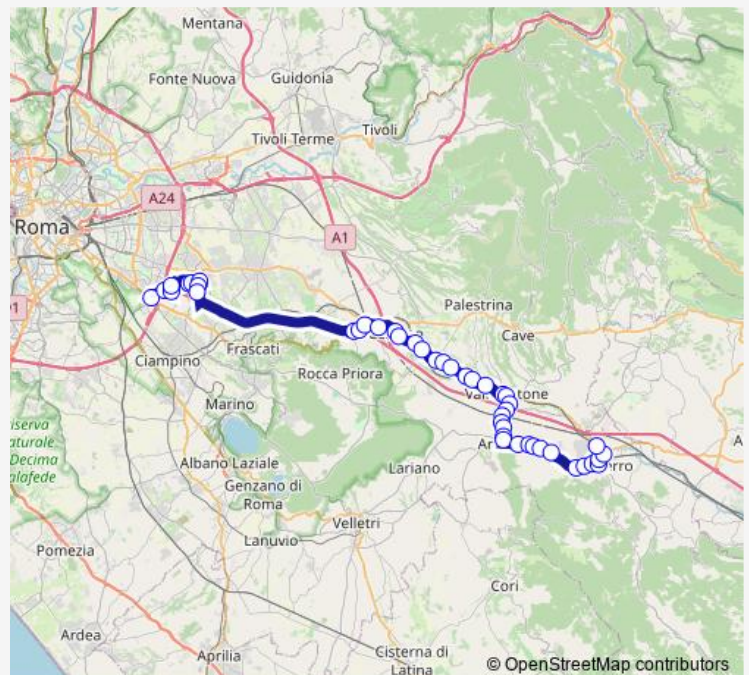 Mentana
Fonte Nuova
Guidonia
Tivoli Terme
Tivoli
A24
Roma
A1
Palestrina
Cave
Frascati
Ciampino
Rocca Priora
Marino
Albano Laziale
Genzano di
Roma
Lariano
Velletri
Lanuvio
Pomezia
Cori
Ardea
Aprilia
Cisterna di
Latina
© OpenStreetMap contributors